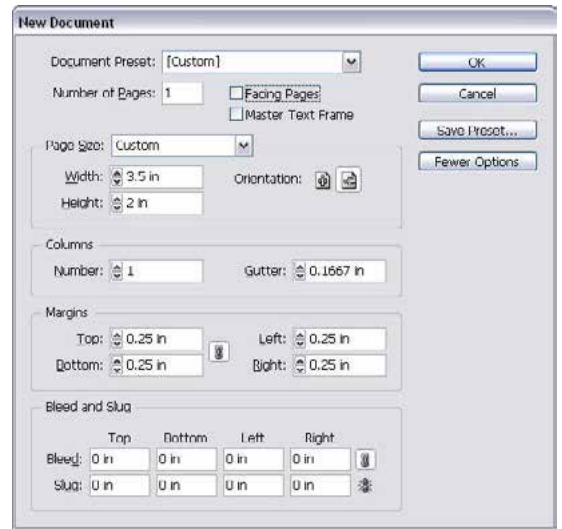 New Document
Document Preset: [Custom]
OK
Number of Pages: 1
Facing Pages
Cancel
Master Text Frame
Save Preset...
Page Size: Custom
Fewer Options
Width: 3.5 in
Orientation:
Height: 2 in
Columns
Number: 1
Gutter: 0.1667 in
Margins
Top: 0.25 in
Left: 0.25 in
Bottom: 0.25 in
Right: 0.25 in
Bleed and Slug
Top Bottom Left Right
Bleed: 0 in 0 in 0 in 0 in
Slug: 0 in 0 in 0 in 0 in